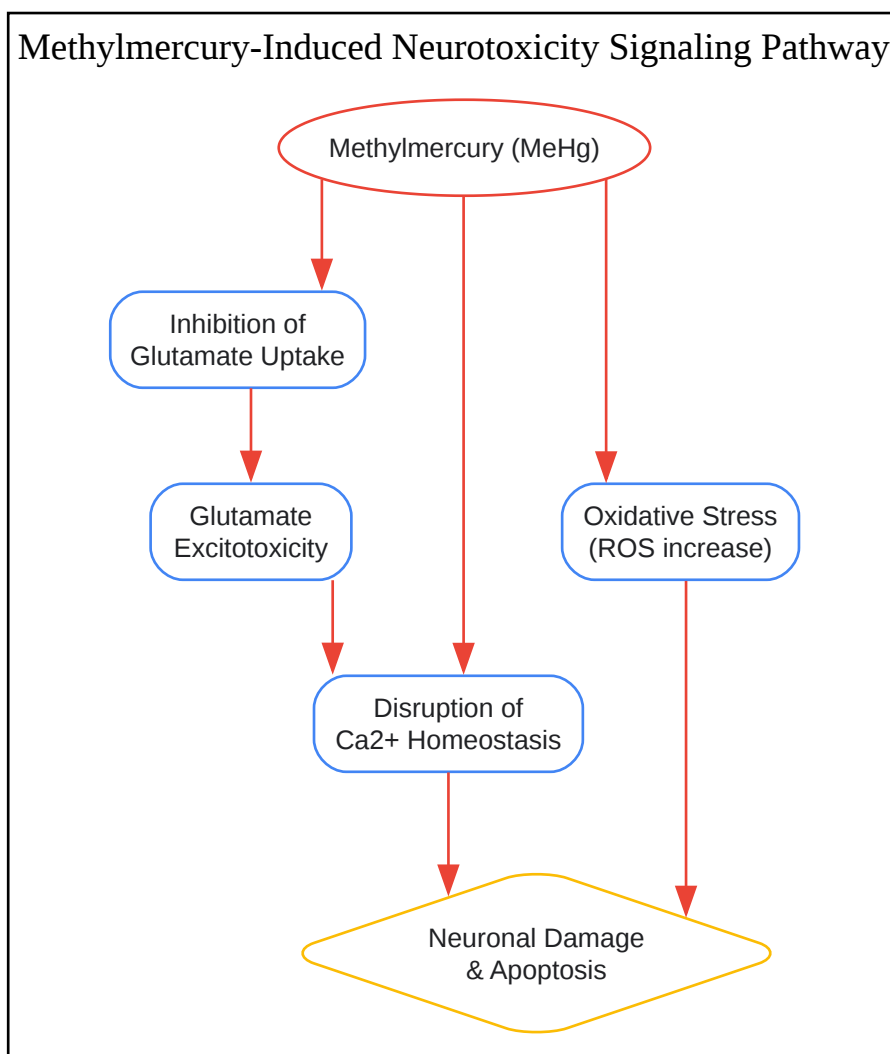 Methylmercury-Induced Neurotoxicity Signaling Pathway
Methylmercury (MeHg)
Inhibition of
Glutamate Uptake
Glutamate
Excitotoxicity
Oxidative Stress
(ROS increase)
Disruption of
Ca2+ Homeostasis
Neuronal Damage
& Apoptosis